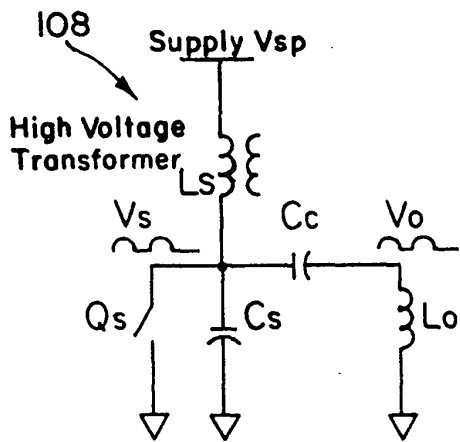 108
Supply Vsp
High Voltage
Transformer
Ls
Cc
Vs
Vo
Qs
Cs
Lo